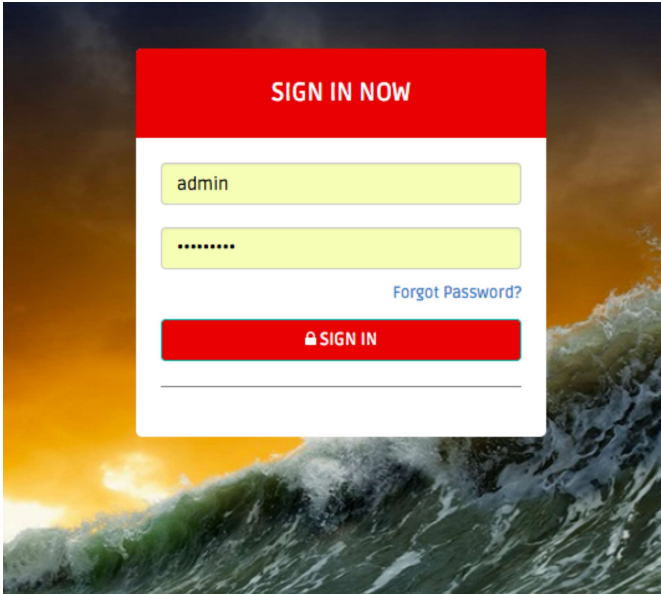 SIGN IN NOW
admin
•••••••••
Forgot Password?
SIGN IN